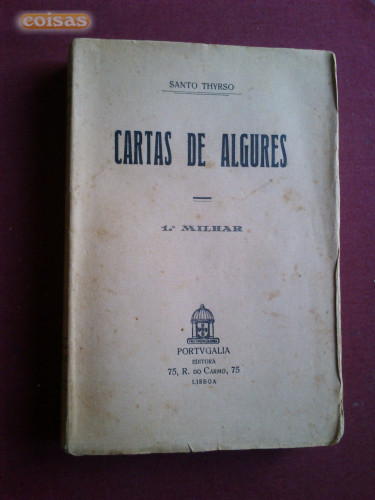 coisas
SANTO THYRSO
CARTAS DE ALGURES
1.º MILHAR
PORTVGALIA
EDITORA
75, R. DO CARMO, 75
LISBOA